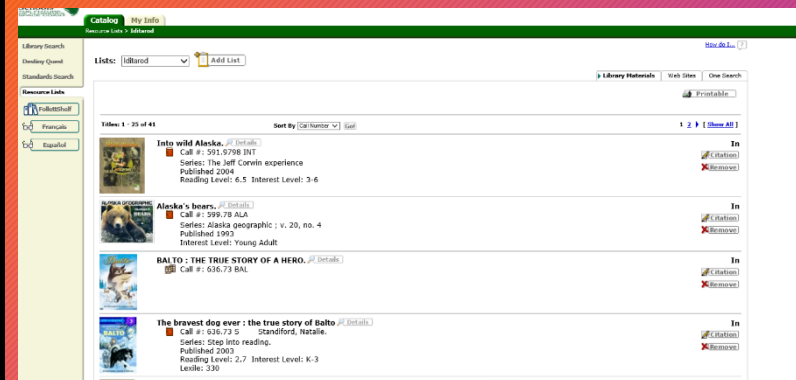 Catalog My Info
Resource Lists > Iditarod
How do I... ?
Library Search
Destiny Quest
Standards Search
Resource Lists
FollettShelf
Français
Español
Lists: Iditarod Add List
Library Materials Web Sites One Search
Printable
Titles: 1 - 25 of 41 Sort By Call Number Go! 1 2 [ Show All ]
Into wild Alaska. Details In
Call #: 591.9798 INT Citation
Series: The Jeff Corwin experience Remove
Published 2004
Reading Level: 6.5 Interest Level: 3-6
Alaska's bears. Details In
Call #: 599.78 ALA Citation
Series: Alaska geographic ; v. 20, no. 4 Remove
Published 1993
Interest Level: Young Adult
BALTO : THE TRUE STORY OF A HERO. Details In
Call #: 636.73 BAL Citation
Remove
The bravest dog ever : the true story of Balto Details In
Call #: 636.73 S Standiford, Natalie. Citation
Series: Step into reading. Remove
Published 2003
Reading Level: 2.7 Interest Level: K-3
Lexile: 330
ALASKA GEOGRAPHIC
BALTO